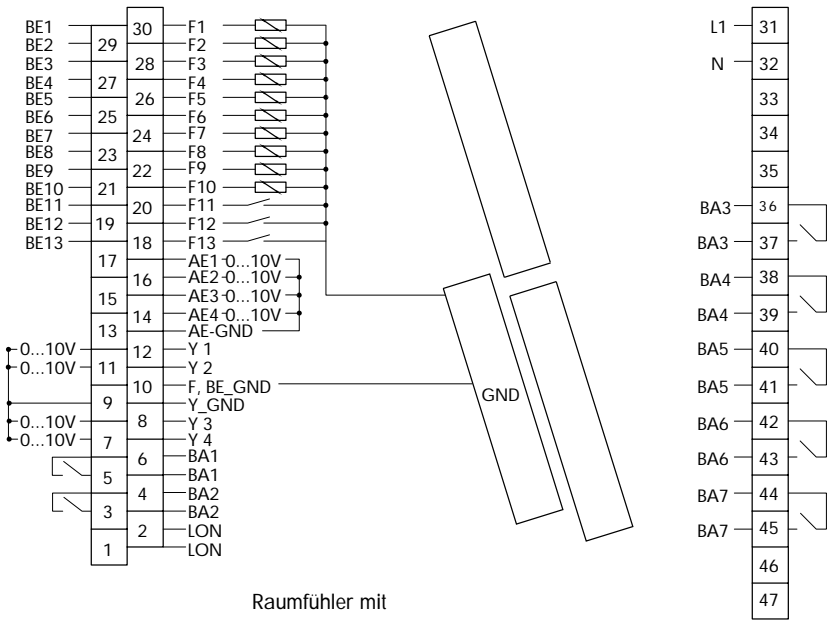 BE1 30 F1
BE2 29 F2
BE3 28 F3
BE4 27 F4
BE5 26 F5
BE6 25 F6
BE7 24 F7
BE8 23 F8
BE9 22 F9
BE10 21 F10
BE11 20 F11
BE12 19 F12
BE13 18 F13
17 AE1 0...10V
16 AE2 0...10V
15 AE3 0...10V
14 AE4 0...10V
13 AE-GND
0...10V 12 Y 1
0...10V 11 Y 2
10 F, BE_GND
9 Y_GND
0...10V 8 Y 3
0...10V 7 Y 4
6 BA1
5 BA1
4 BA2
3 BA2
2 LON
1 LON
GND
Raumfühler mit
L1 31
N 32
33
34
35
BA3 36
BA3 37
BA4 38
BA4 39
BA5 40
BA5 41
BA6 42
BA6 43
BA7 44
BA7 45
46
47